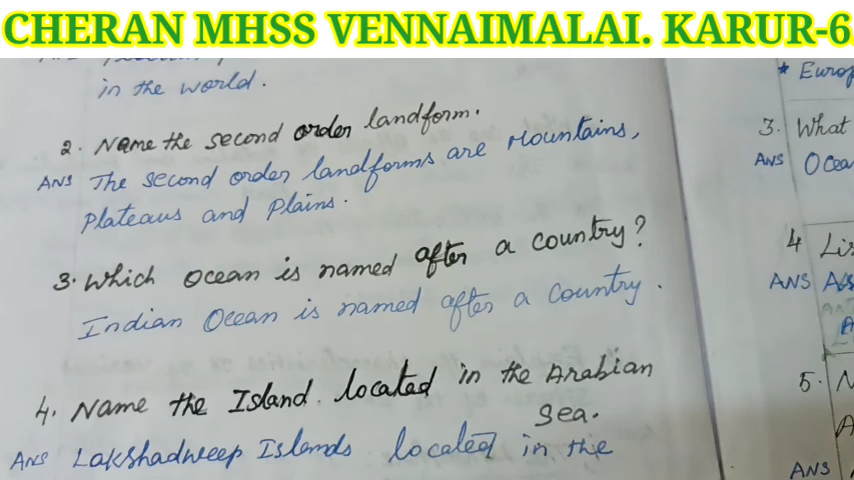 CHERAN MHSS VENNAIMALAI. KARUR-6
in the world.
2. Name the second order landform.
ANS The second order landforms are Mountains,
Plateaus and Plains.
3. Which ocean is named after a country?
Indian Ocean is named after a country.
4. Name the Island located in the Arabian
Sea.
ANS Lakshadweep Islands located in the
* Europ
3. What
ANS Ocea
4 Lis
ANS
5.
ANS